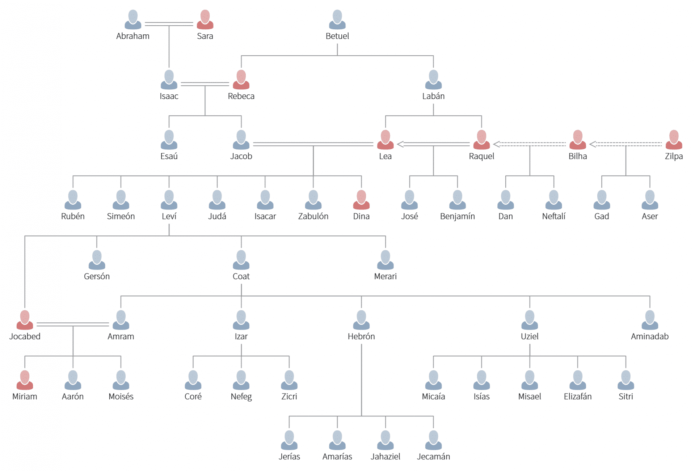 Abraham Sara Betuel
Isaac Rebeca Labán
Esaú Jacob Lea Raquel Bilha Zilpa
Rubén Simeón Leví Judá Isacar Zabulón Dina José Benjamín Dan Neftalí Gad Aser
Gersón Coat Merari
Jocabed Amram Izar Hebrón Uziel Aminadab
Miriam Aarón Moisés Coré Nefeg Zicri Micaía Isías Misael Elizafán Sitri
Jerías Amarías Jahaziel Jecamán